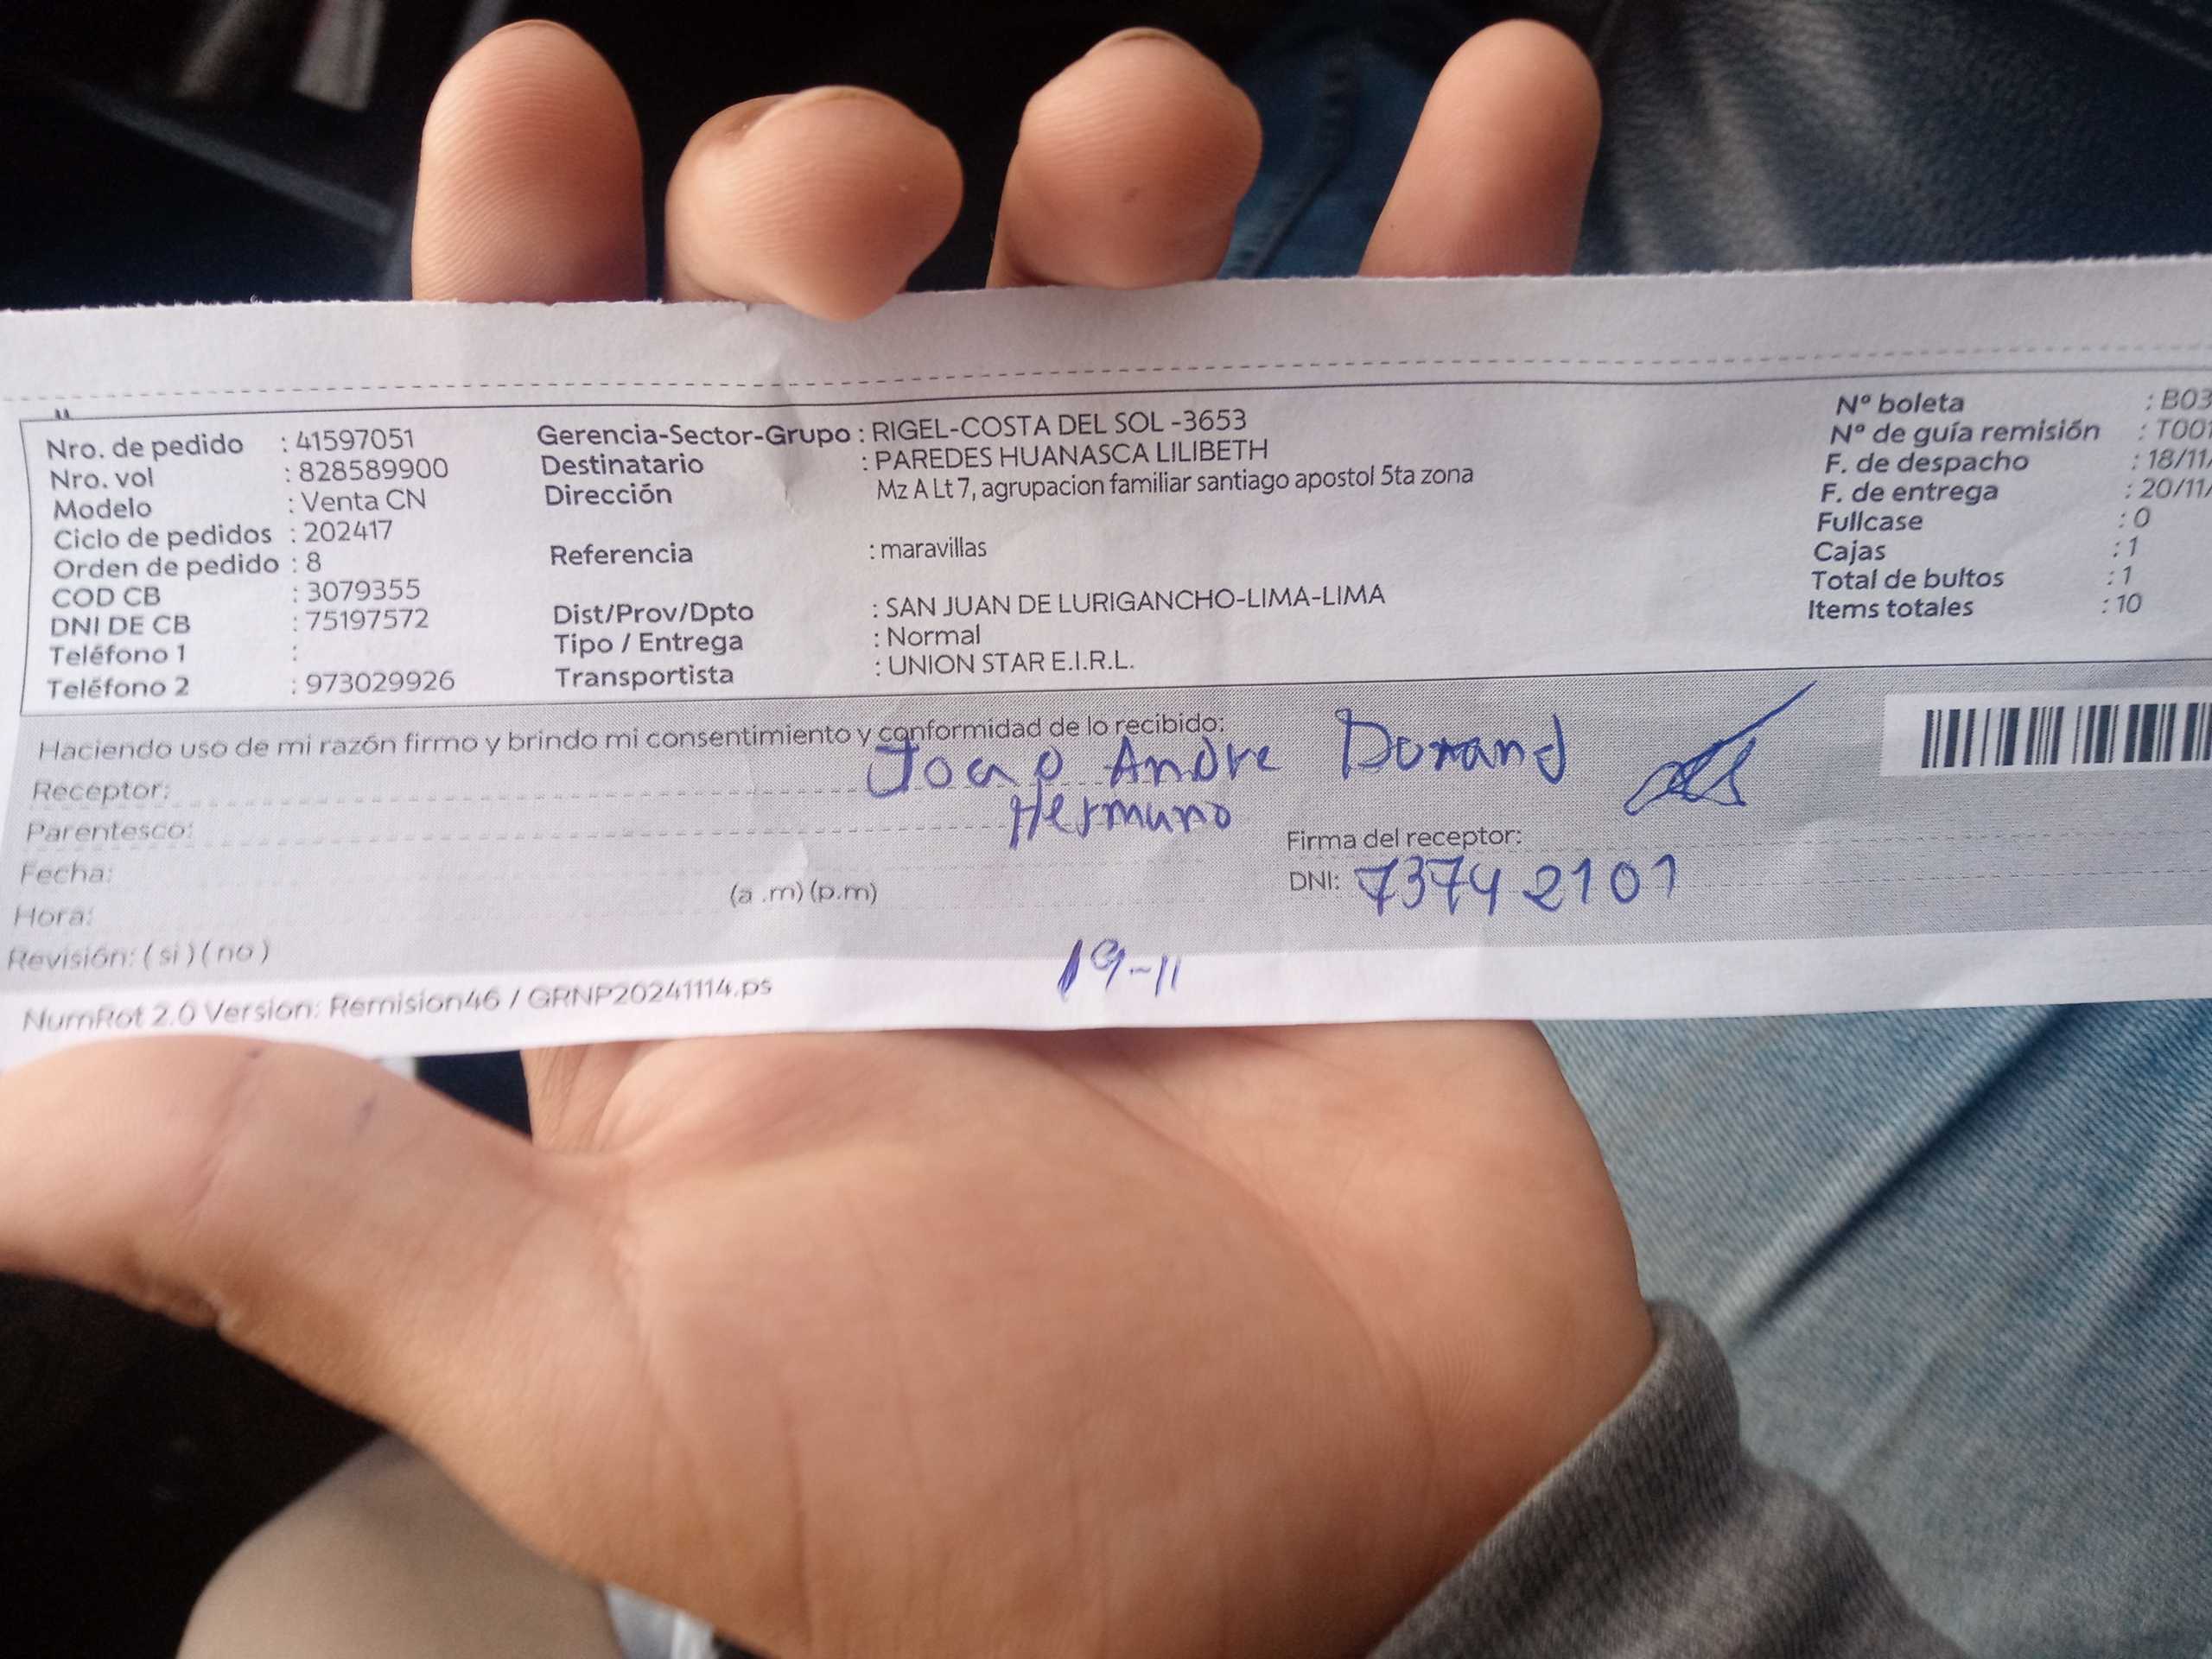 Nro. de pedido : 41597051
Nro. vol : 828589900
Modelo : Venta CN
Ciclo de pedidos : 202417
Orden de pedido : 8
COD CB : 3079355
DNI DE CB : 75197572
Teléfono 1 :
Teléfono 2 : 973029926
Gerencia-Sector-Grupo : RIGEL-COSTA DEL SOL -3653
Destinatario : PAREDES HUANASCA LILIBETH
Dirección Mz A Lt 7, agrupacion familiar santiago apostol 5ta zona
Referencia : maravillas
Dist/Prov/Dpto : SAN JUAN DE LURIGANCHO-LIMA-LIMA
Tipo / Entrega : Normal
Transportista : UNION STAR E.I.R.L.
Nº boleta : B03
Nº de guía remisión : T001
F. de despacho : 18/11/
F. de entrega : 20/11/
Fullcase : 0
Cajas : 1
Total de bultos : 1
Items totales : 10
Haciendo uso de mi razón firmo y brindo mi consentimiento y conformidad de lo recibido:
Receptor: Joao Andre Durand
Parentesco: Hermano
Firma del receptor:
Fecha:
DNI: 73742101
Hora: (a .m) (p.m)
Revisión: ( si ) ( no )
19-11
NumRot 2.0 Version: Remision46 / GRNP20241114.ps